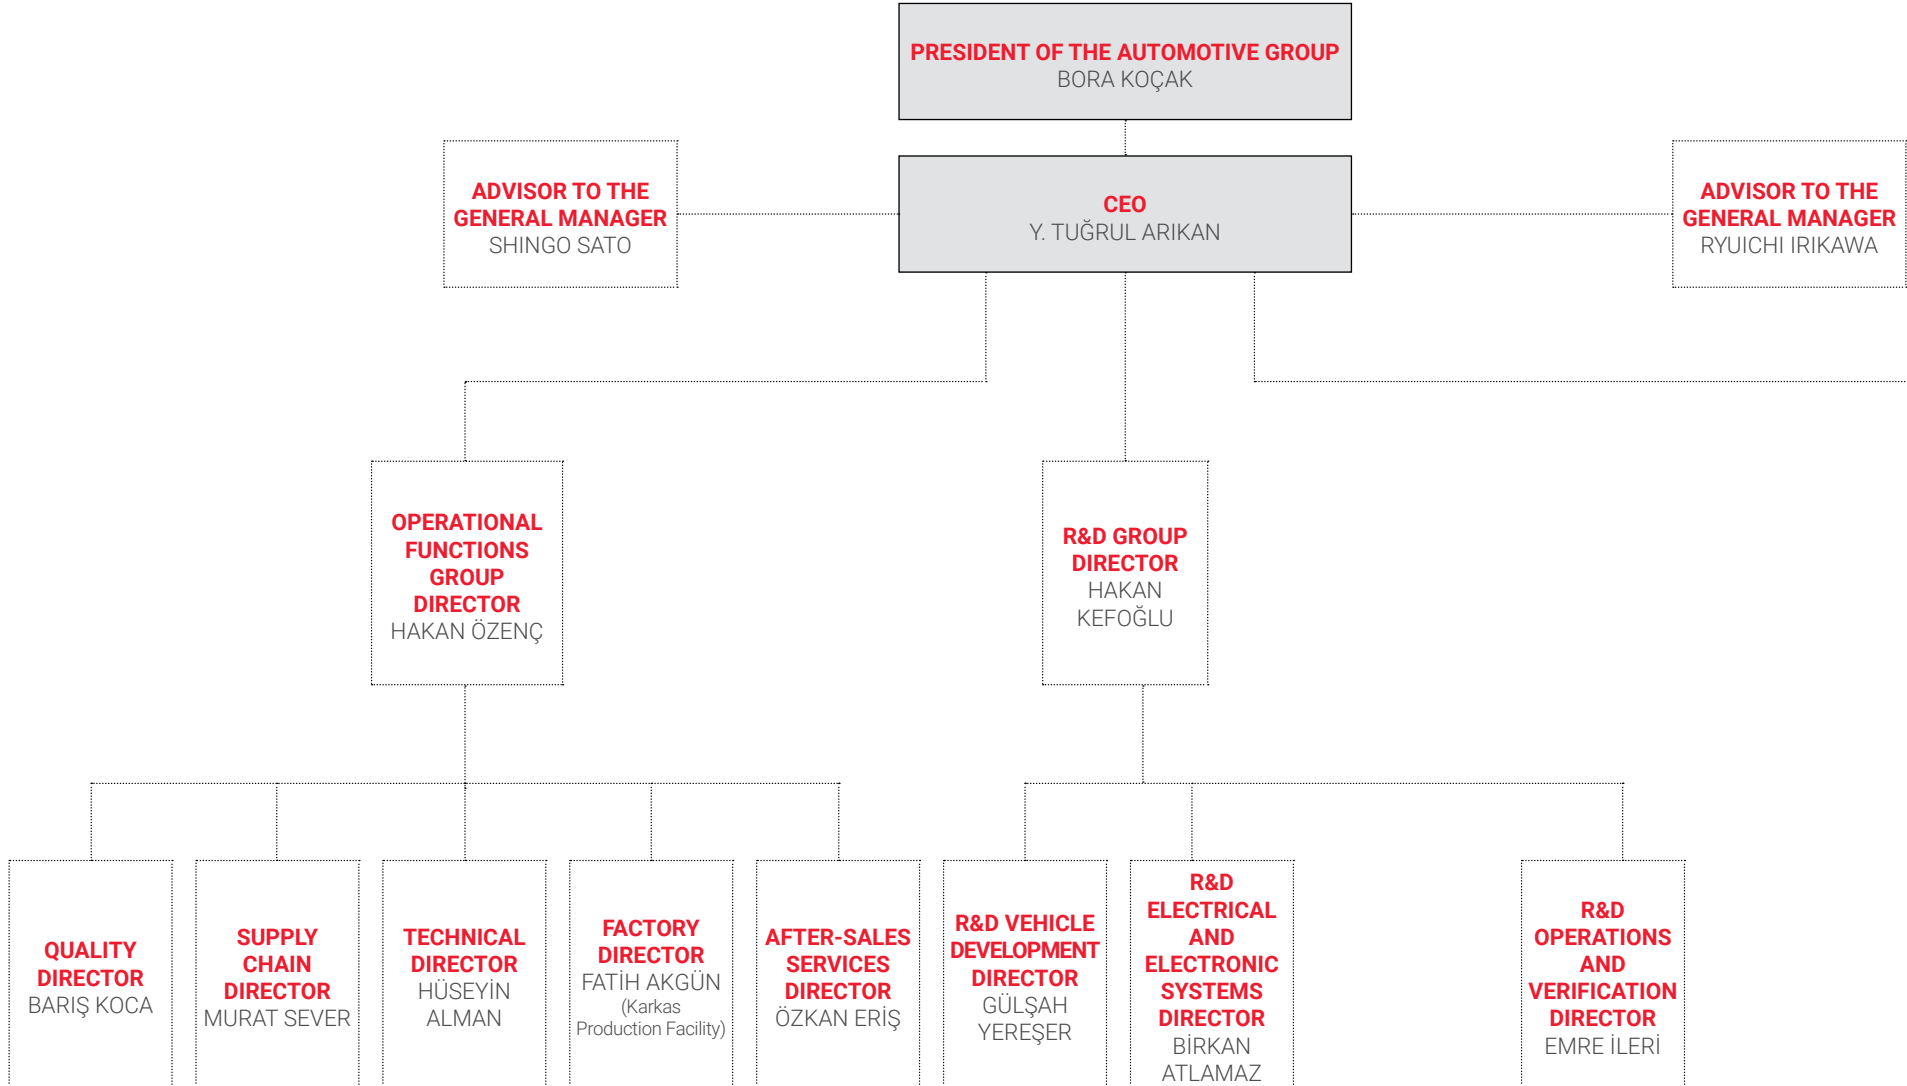 PRESIDENT OF THE AUTOMOTIVE GROUP
BORA KOÇAK
ADVISOR TO THE
GENERAL MANAGER
SHINGO SATO
CEO
Y. TUĞRUL ARIKAN
ADVISOR TO THE
GENERAL MANAGER
RYUICHI IRIKAWA
OPERATIONAL
FUNCTIONS
GROUP
DIRECTOR
HAKAN ÖZENÇ
R&D GROUP
DIRECTOR
HAKAN
KEFOĞLU
QUALITY
DIRECTOR
BARIŞ KOCA
SUPPLY
CHAIN
DIRECTOR
MURAT SEVER
TECHNICAL
DIRECTOR
HÜSEYİN
ALMAN
FACTORY
DIRECTOR
FATİH AKGÜN
(Karkas
Production Facility)
AFTER-SALES
SERVICES
DIRECTOR
ÖZKAN ERİŞ
R&D VEHICLE
DEVELOPMENT
DIRECTOR
GÜLŞAH
YEREŞER
R&D
ELECTRICAL
AND
ELECTRONIC
SYSTEMS
DIRECTOR
BİRKAN
ATLAMAZ
R&D
OPERATIONS
AND
VERIFICATION
DIRECTOR
EMRE İLERİ